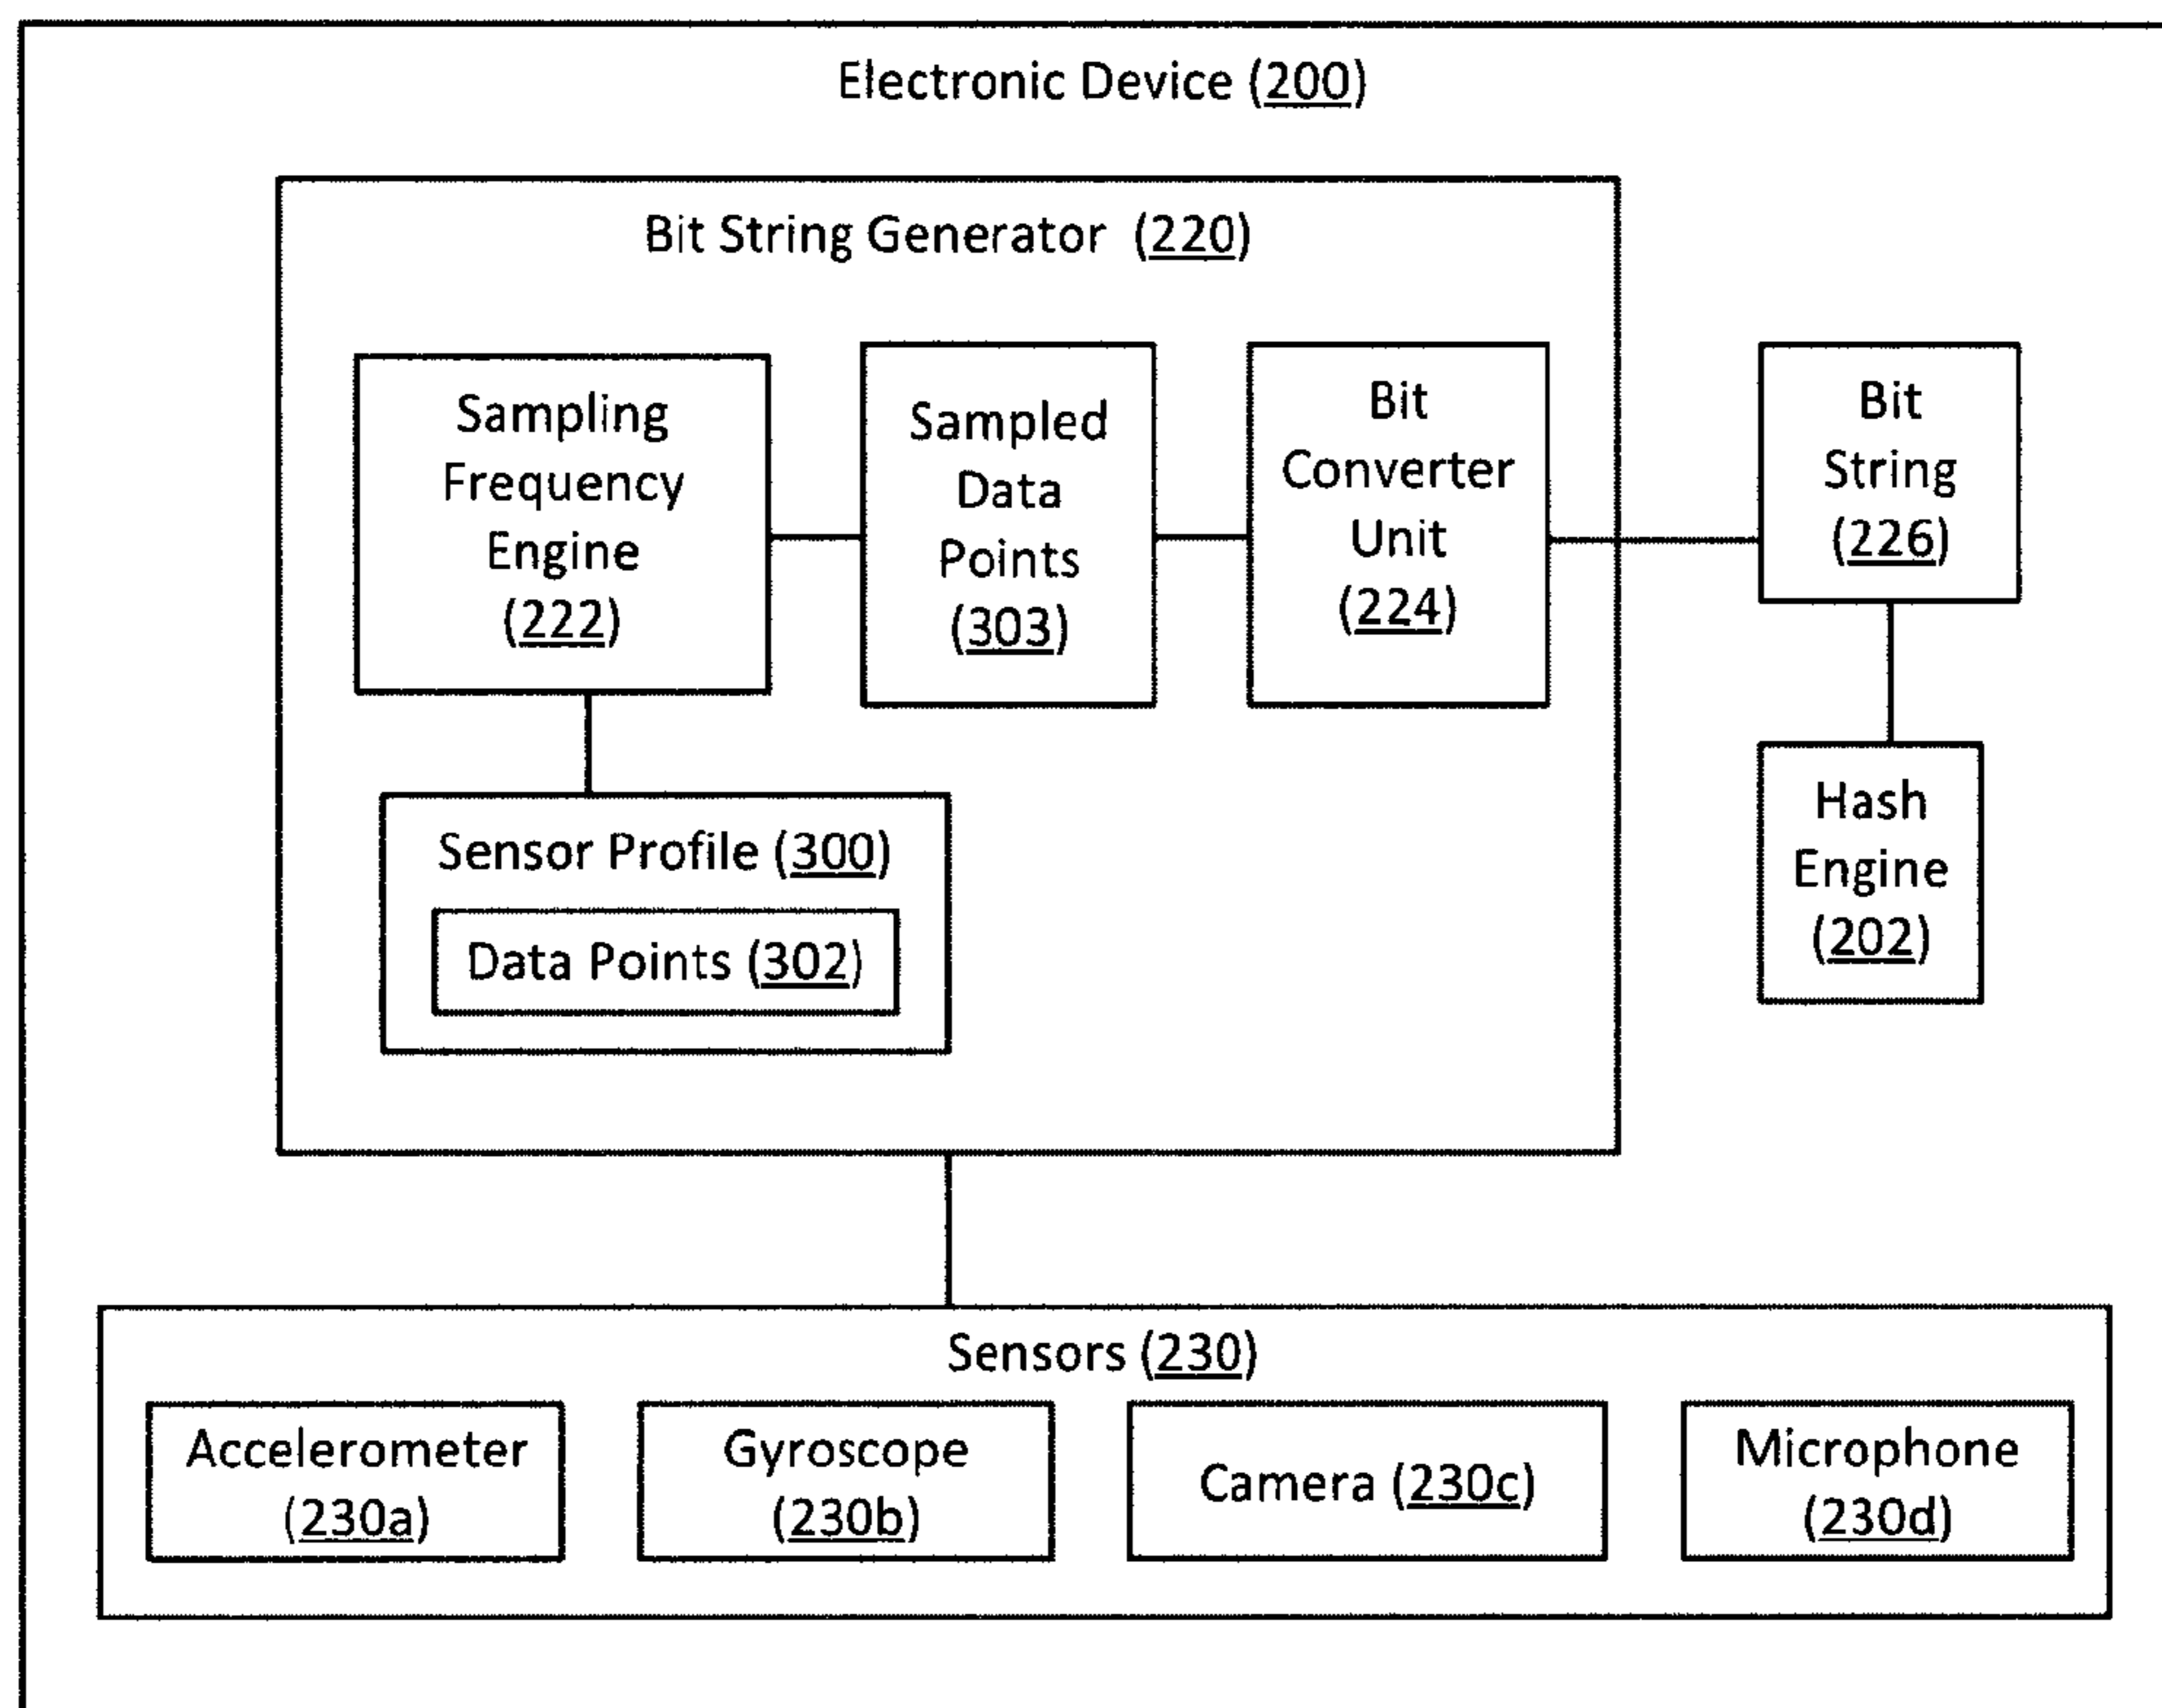 Electronic Device (200)
Bit String Generator (220)
Sampling
Frequency
Engine
(222)
Sampled
Data
Points
(303)
Bit
Converter
Unit
(224)
Bit
String
(226)
Sensor Profile (300)
Data Points (302)
Hash
Engine
(202)
Sensors (230)
Accelerometer
(230a)
Gyroscope
(230b)
Camera (230c)
Microphone
(230d)